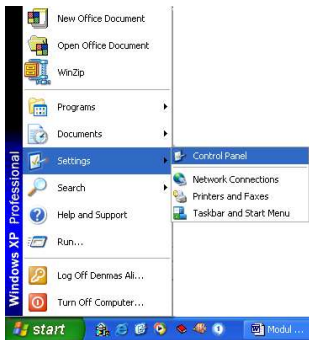 New Office Document
Open Office Document
WinZip
Programs
Documents
Settings
Search
Help and Support
Run...
Log Off Denmas Ali...
Turn Off Computer...
Control Panel
Network Connections
Printers and Faxes
Taskbar and Start Menu
Windows XP Professional
start
Modul ...